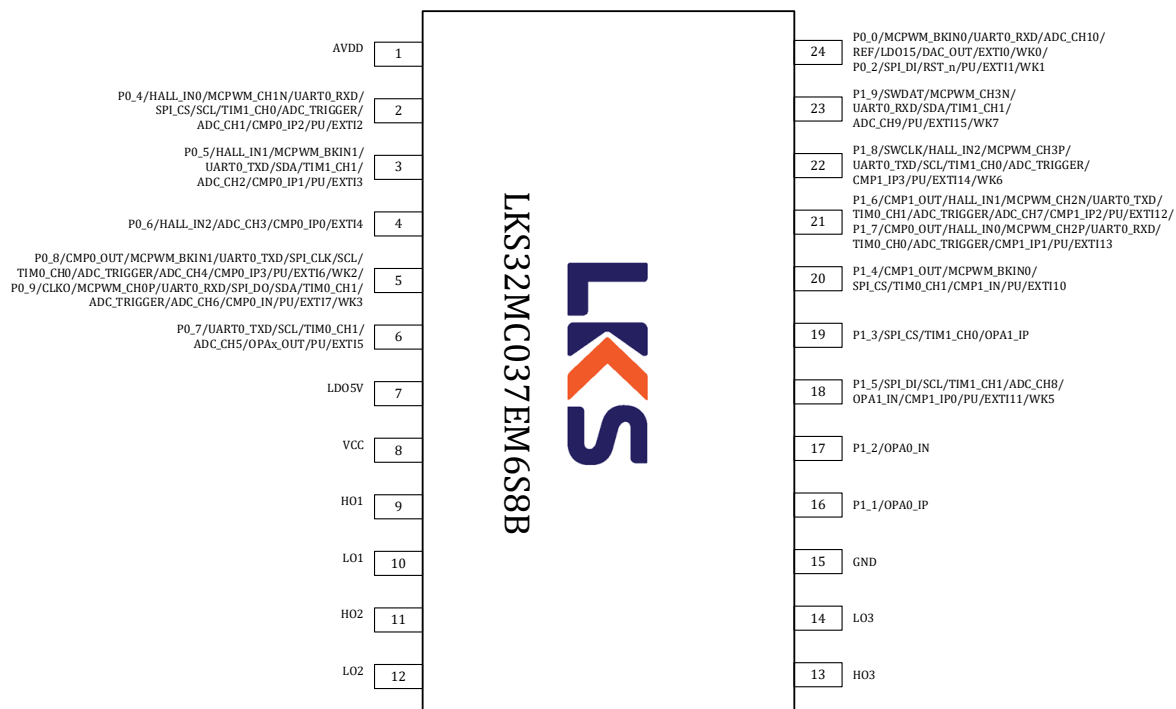 AVDD
1
P0_4/HALL_IN0/MCPWM_CH1N/UART0_RXD/
SPI_CS/SCL/TIM1_CH0/ADC_TRIGGER/
ADC_CH1/CMP0_IP2/PU/EXTI2
2
P0_5/HALL_IN1/MCPWM_BKIN1/
UART0_TXD/SDA/TIM1_CH1/
ADC_CH2/CMP0_IP1/PU/EXTI3
3
P0_6/HALL_IN2/ADC_CH3/CMP0_IP0/EXTI4
4
P0_8/CMP0_OUT/MCPWM_BKIN1/UART0_TXD/SPI_CLK/SCL/
TIM0_CH0/ADC_TRIGGER/ADC_CH4/CMP0_IP3/PU/EXTI6/WK2/
P0_9/CLKO/MCPWM_CH0P/UART0_RXD/SPI_DO/SDA/TIM0_CH1/
ADC_TRIGGER/ADC_CH6/CMP0_IN/PU/EXTI7/WK3
5
P0_7/UART0_TXD/SCL/TIM0_CH1/
ADC_CH5/OPAx_OUT/PU/EXTI5
6
LDO5V
7
VCC
8
HO1
9
LO1
10
HO2
11
LO2
12
LKS32MC037EM6S8B
LKS
24
P0_0/MCPWM_BKIN0/UART0_RXD/ADC_CH10/
REF/LDO15/DAC_OUT/EXTI0/WK0/
P0_2/SPI_DI/RST_n/PU/EXTI1/WK1
23
P1_9/SWDAT/MCPWM_CH3N/
UART0_RXD/SDA/TIM1_CH1/
ADC_CH9/PU/EXTI15/WK7
22
P1_8/SWCLK/HALL_IN2/MCPWM_CH3P/
UART0_TXD/SCL/TIM1_CH0/ADC_TRIGGER/
CMP1_IP3/PU/EXTI14/WK6
21
P1_6/CMP1_OUT/HALL_IN1/MCPWM_CH2N/UART0_TXD/
TIM0_CH1/ADC_TRIGGER/ADC_CH7/CMP1_IP2/PU/EXTI12/
P1_7/CMP0_OUT/HALL_IN0/MCPWM_CH2P/UART0_RXD/
TIM0_CH0/ADC_TRIGGER/CMP1_IP1/PU/EXTI13
20
P1_4/CMP1_OUT/MCPWM_BKIN0/
SPI_CS/TIM0_CH1/CMP1_IN/PU/EXTI10
19
P1_3/SPI_CS/TIM1_CH0/OPA1_IP
18
P1_5/SPI_DI/SCL/TIM1_CH1/ADC_CH8/
OPA1_IN/CMP1_IP0/PU/EXTI11/WK5
17
P1_2/OPA0_IN
16
P1_1/OPA0_IP
15
GND
14
LO3
13
HO3